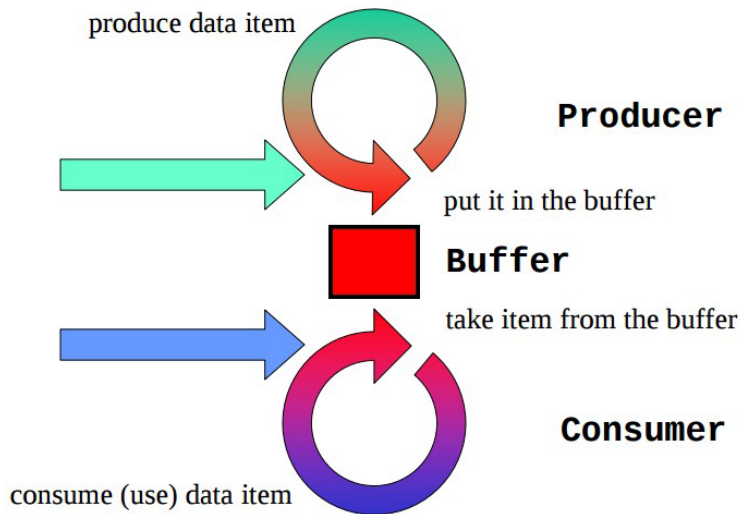 produce data item
Producer
put it in the buffer
Buffer
take item from the buffer
Consumer
consume (use) data item